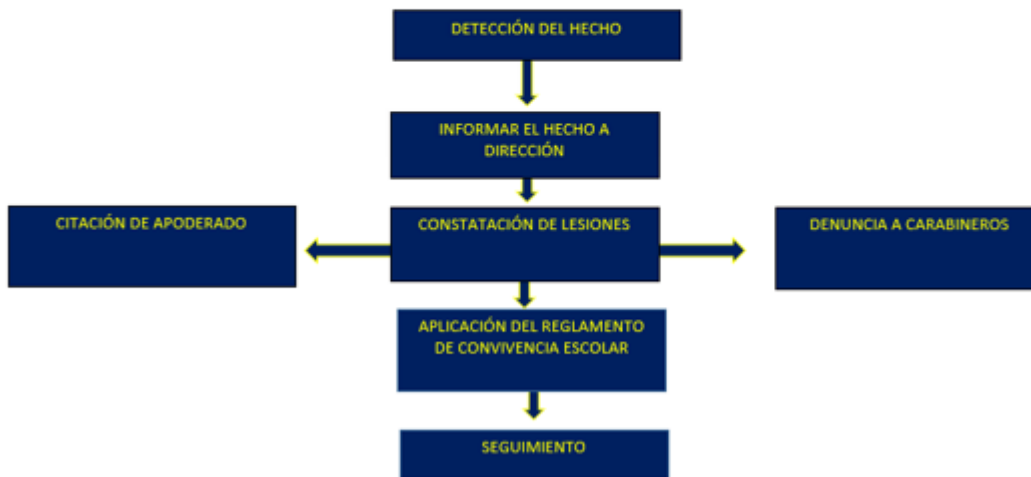 DETECCIÓN DEL HECHO
INFORMAR EL HECHO A
DIRECCIÓN
CITACIÓN DE APODERADO
CONSTATACIÓN DE LESIONES
DENUNCIA A CARABINEROS
APLICACIÓN DEL REGLAMENTO
DE CONVIVENCIA ESCOLAR
SEGUIMIENTO